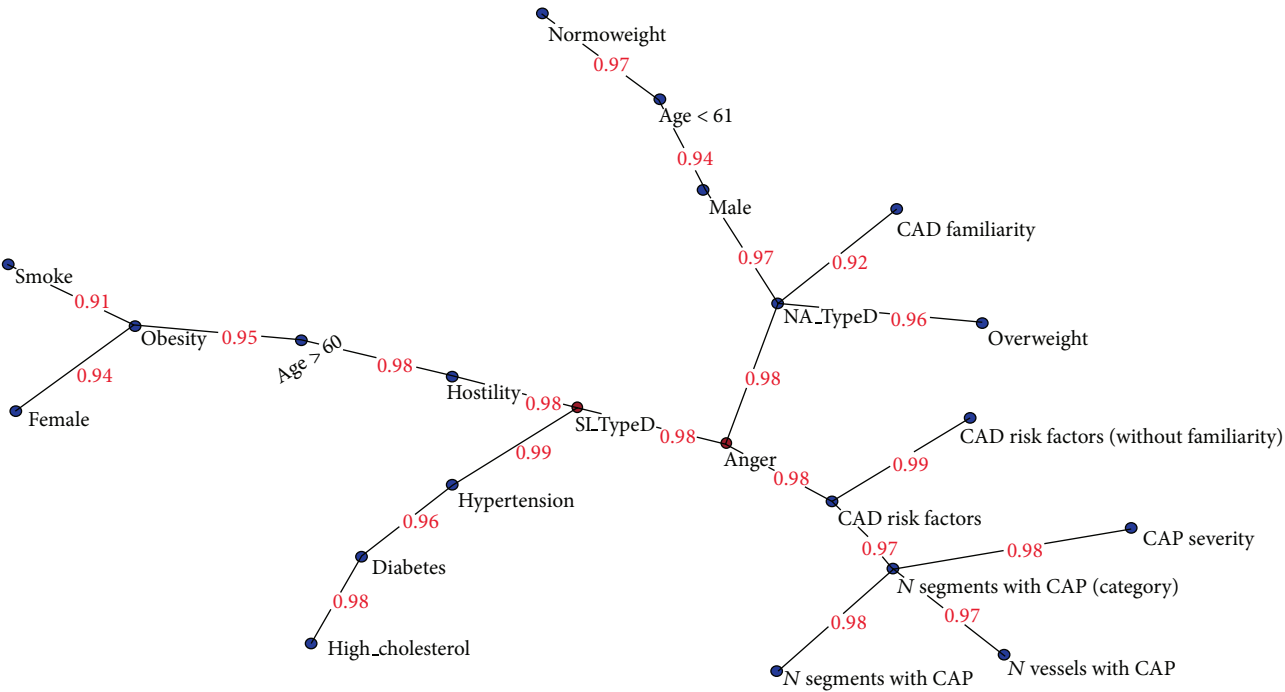 Normoweight
0.97
Age < 61
0.94
Male
CAD familiarity
0.97
0.92
Smoke
0.91
NA_TypeD
0.96
Obesity
0.95
Age > 60
Overweight
0.98
0.94
0.98
Hostility
0.98
Female
SI_TypeD
0.98
CAD risk factors (without familiarity)
0.99
Anger
0.99
0.98
Hypertension
CAD risk factors
0.96
CAP severity
0.97
0.98
Diabetes
N segments with CAP (category)
0.98
0.98
0.97
High_cholesterol
N segments with CAP
N vessels with CAP